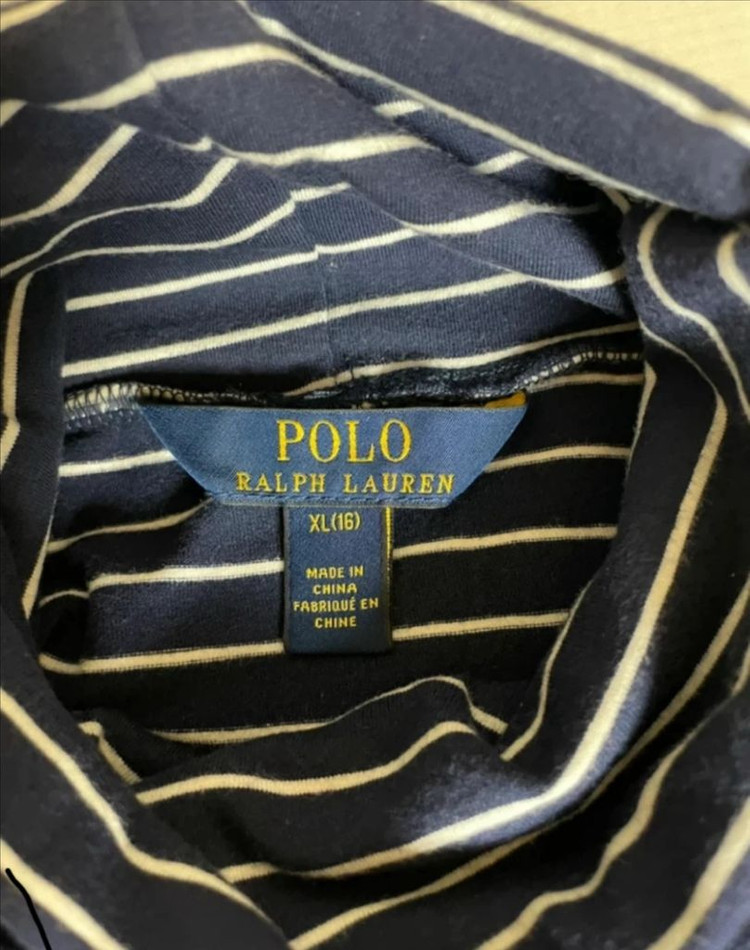 POLO
RALPH LAUREN
XL(16)
MADE IN
CHINA
FABRIQUÉ EN
CHINE